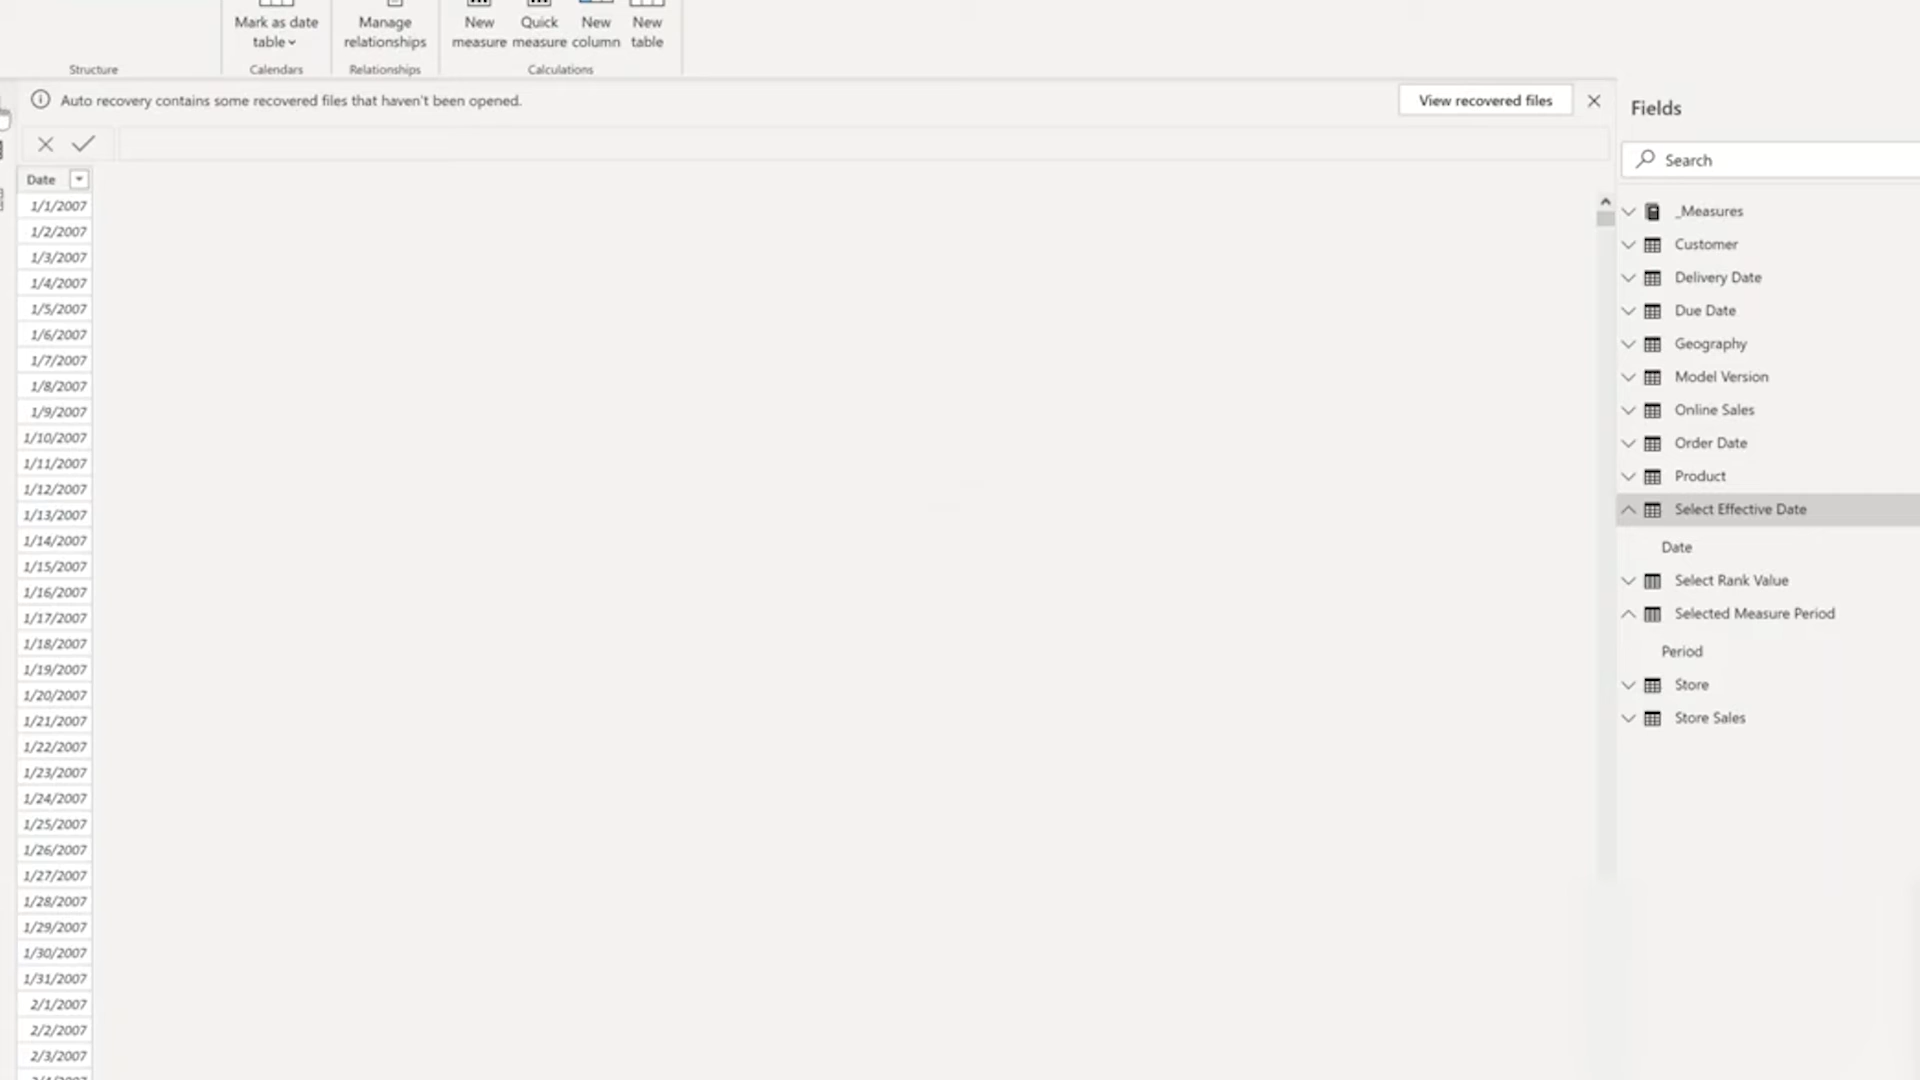 Mark as date
table
Manage
relationships
New
measure
Quick
measure
New
column
New
table
Structure
Calendars
Relationships
Calculations
Auto recovery contains some recovered files that haven't been opened.
View recovered files
Date
1/1/2007
1/2/2007
1/3/2007
1/4/2007
1/5/2007
1/6/2007
1/7/2007
1/8/2007
1/9/2007
1/10/2007
1/11/2007
1/12/2007
1/13/2007
1/14/2007
1/15/2007
1/16/2007
1/17/2007
1/18/2007
1/19/2007
1/20/2007
1/21/2007
1/22/2007
1/23/2007
1/24/2007
1/25/2007
1/26/2007
1/27/2007
1/28/2007
1/29/2007
1/30/2007
1/31/2007
2/1/2007
2/2/2007
2/3/2007
Fields
Search
_Measures
Customer
Delivery Date
Due Date
Geography
Model Version
Online Sales
Order Date
Product
Select Effective Date
Date
Select Rank Value
Selected Measure Period
Period
Store
Store Sales